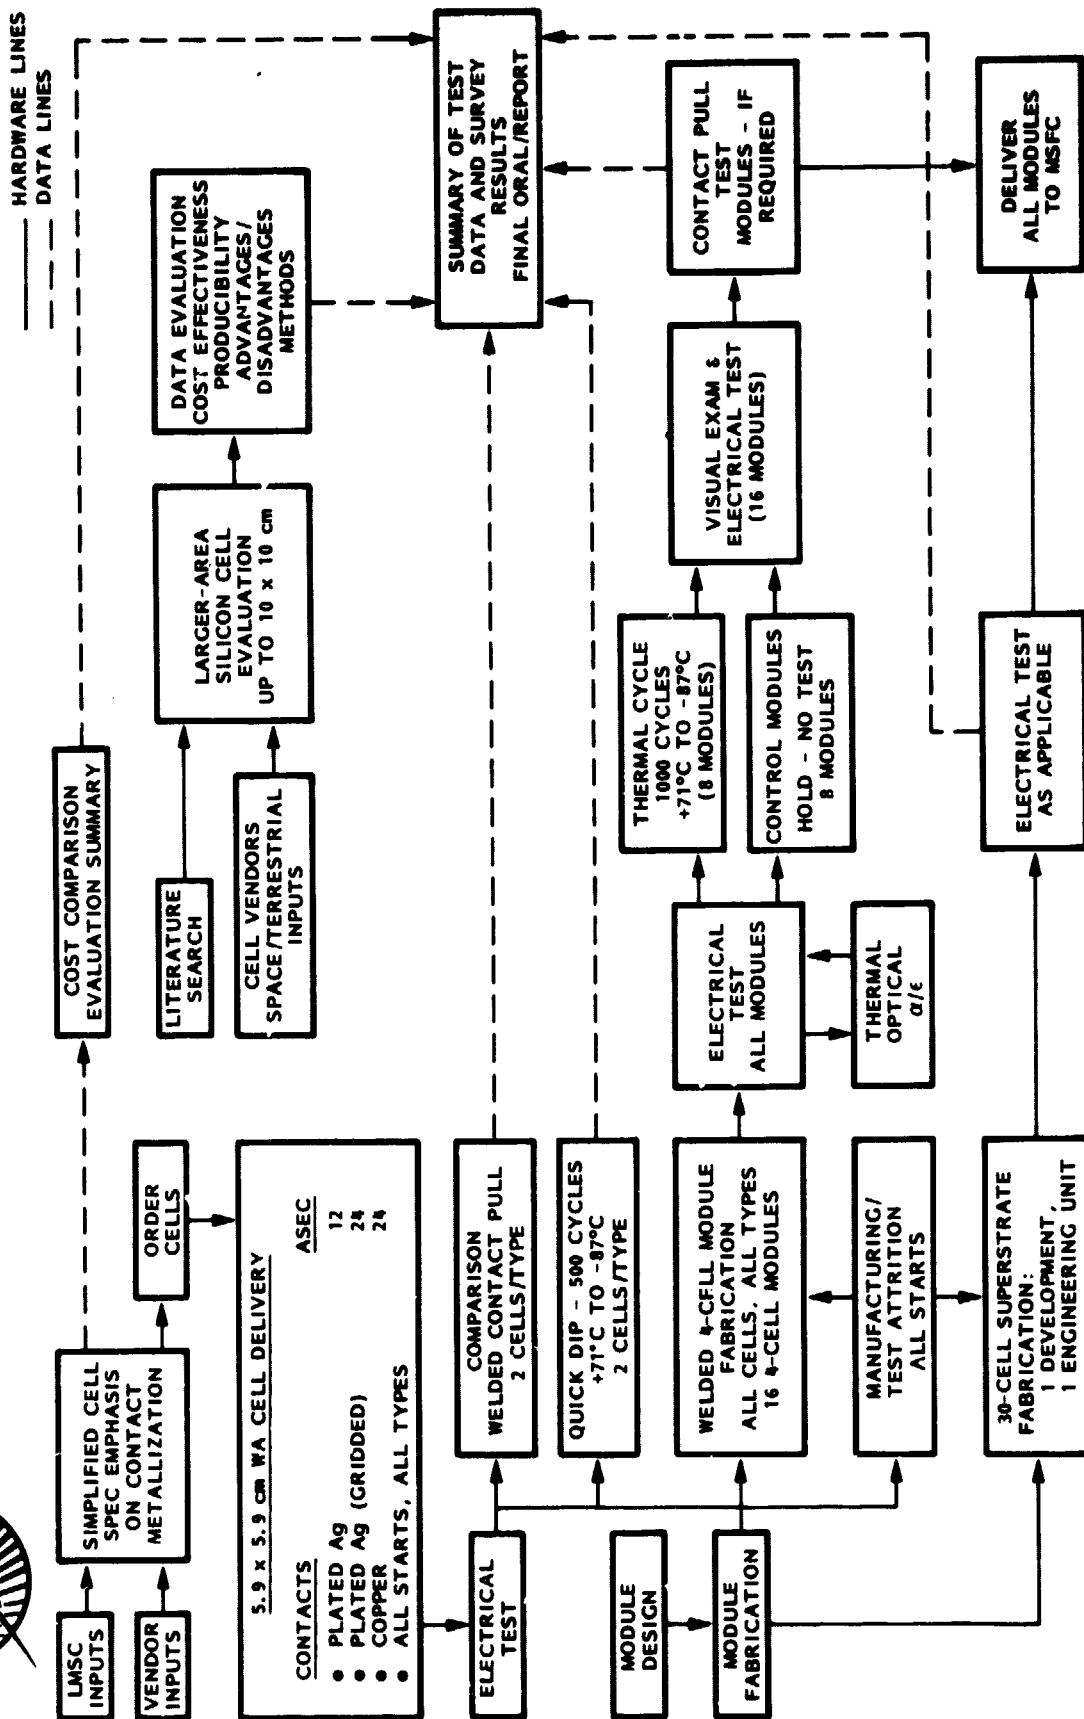 HARDWARE LINES
DATA LINES
LMSC
INPUTS
VENDOR
INPUTS
SIMPLIFIED CELL
SPEC EMPHASIS
ON CONTACT
METALLIZATION
ORDER
CELLS
COST COMPARISON
EVALUATION SUMMARY
LITERATURE
SEARCH
CELL VENDORS
SPACE/TERRESTRIAL
INPUTS
LARGER-AREA
SILICON CELL
EVALUATION
UP TO 10 x 10 cm
DATA EVALUATION
COST EFFECTIVENESS
PRODUCIBILITY
ADVANTAGES/
DISADVANTAGES
METHODS
5.9 x 5.9 cm WA CELL DELIVERY
CONTACTS ASEC
• PLATED Ag 12
• PLATED Ag (GRIDDED) 24
• COPPER 24
• ALL STARTS, ALL TYPES
SUMMARY OF TEST
DATA AND SURVEY
RESULTS
FINAL ORAL/REPORT
ELECTRICAL
TEST
COMPARISON
WELDED CONTACT PULL
2 CELLS/TYPE
QUICK DIP - 500 CYCLES
+71°C TO -87°C
2 CELLS/TYPE
MODULE
DESIGN
MODULE
FABRICATION
WELDED 4-CELL MODULE
FABRICATION
ALL CELLS, ALL TYPES
16 4-CELL MODULES
ELECTRICAL
TEST
ALL MODULES
THERMAL
OPTICAL
α/ϵ
THERMAL CYCLE
1000 CYCLES
+71°C TO -87°C
(8 MODULES)
CONTROL MODULES
HOLD - NO TEST
8 MODULES
VISUAL EXAM &
ELECTRICAL TEST
(16 MODULES)
CONTACT PULL
TEST
MODULES - IF
REQUIRED
MANUFACTURING/
TEST ATTRITION
ALL STARTS
30-CELL SUPERSTRATE
FABRICATION:
1 DEVELOPMENT,
1 ENGINEERING UNIT
ELECTRICAL TEST
AS APPLICABLE
DELIVER
ALL MODULES
TO MSFC